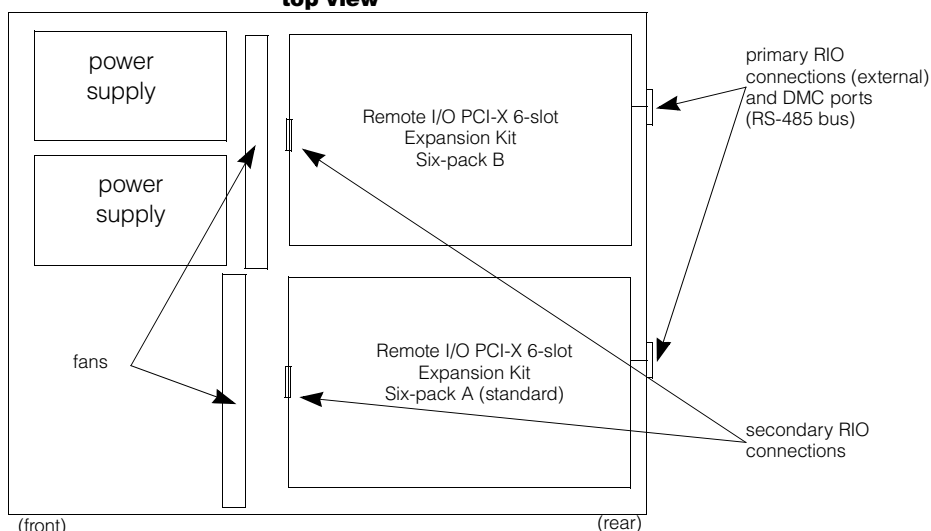 top view
power
supply
Remote I/O PCI-X 6-slot
Expansion Kit
Six-pack B
primary RIO
connections (external)
and DMC ports
(RS-485 bus)
power
supply
fans
Remote I/O PCI-X 6-slot
Expansion Kit
Six-pack A (standard)
secondary RIO
connections
(front)
(rear)